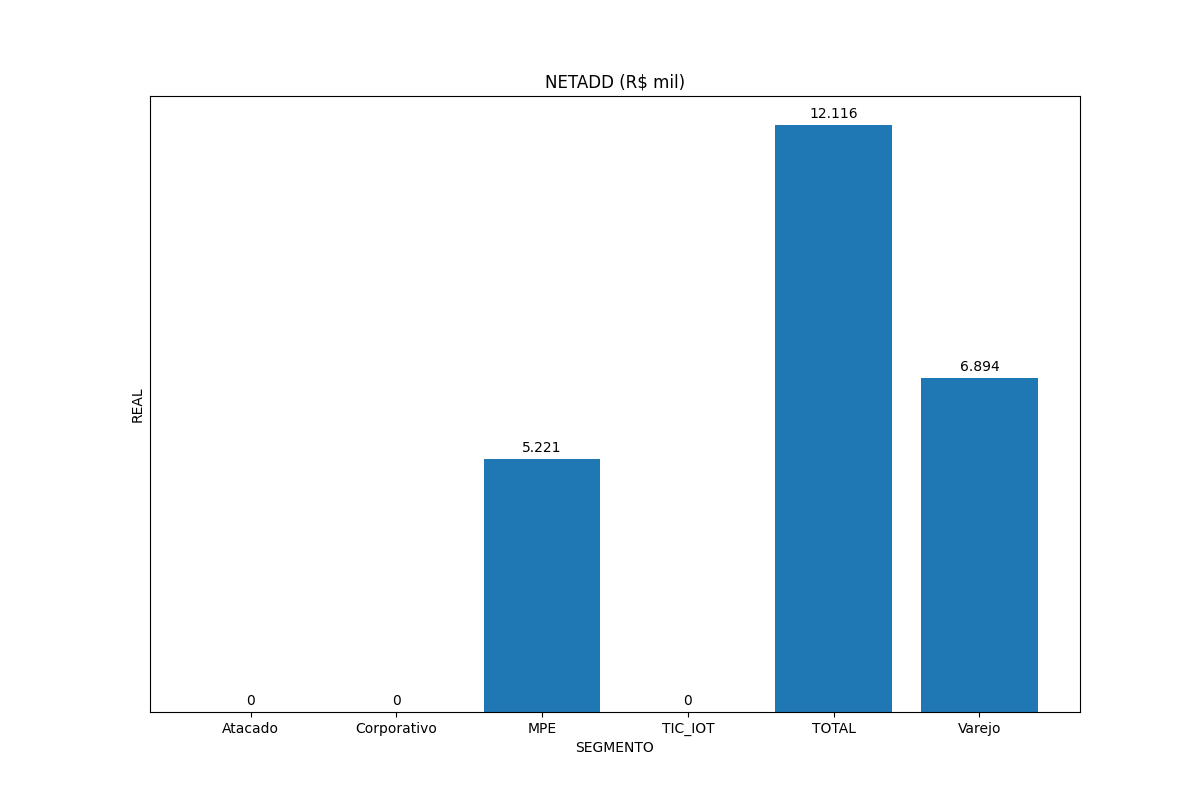 NETADD (R$ mil)
12.116
6.894
5.221
0 0 0
REAL
Atacado Corporativo MPE TIC_IOT TOTAL Varejo
SEGMENTO